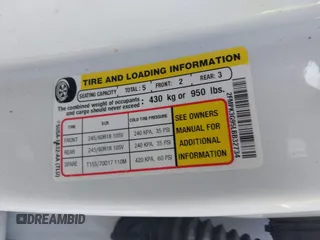 TIRE AND LOADING INFORMATION
SEATING CAPACITY TOTAL: 5 FRONT: 2 REAR: 3
The combined weight of occupants and cargo should never exceed 430 kg or 950 lbs.
TIRE SIZE COLD TIRE PRESSURE
FRONT 245/60R18 105V 240 KPA, 35 PSI
REAR 245/60R18 105V 240 KPA, 35 PSI
SPARE T165/70D17 110M 420 KPA, 60 PSI
SEE OWNERS
MANUAL FOR
ADDITIONAL
INFORMATION
DREAMBID